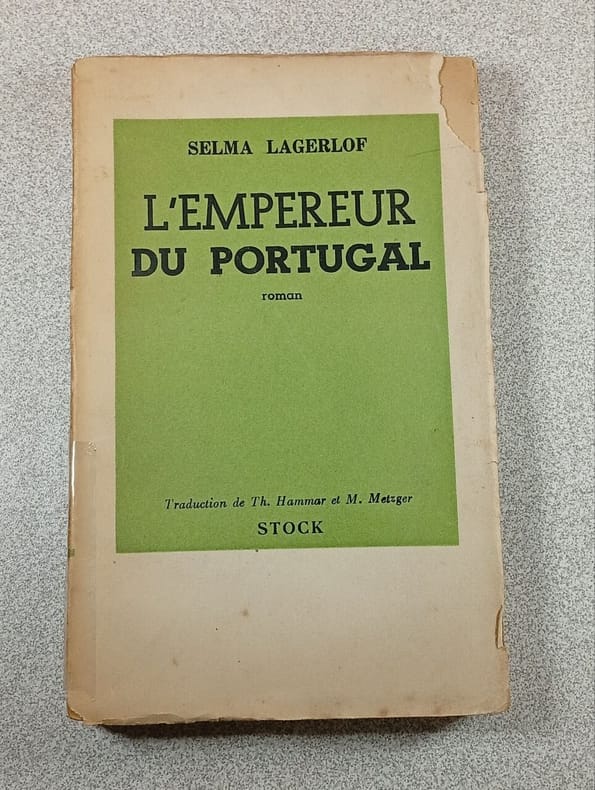 SELMA LAGERLOF
L'EMPEREUR
DU PORTUGAL
roman
Traduction de Th. Hammar et M. Metzger
STOCK